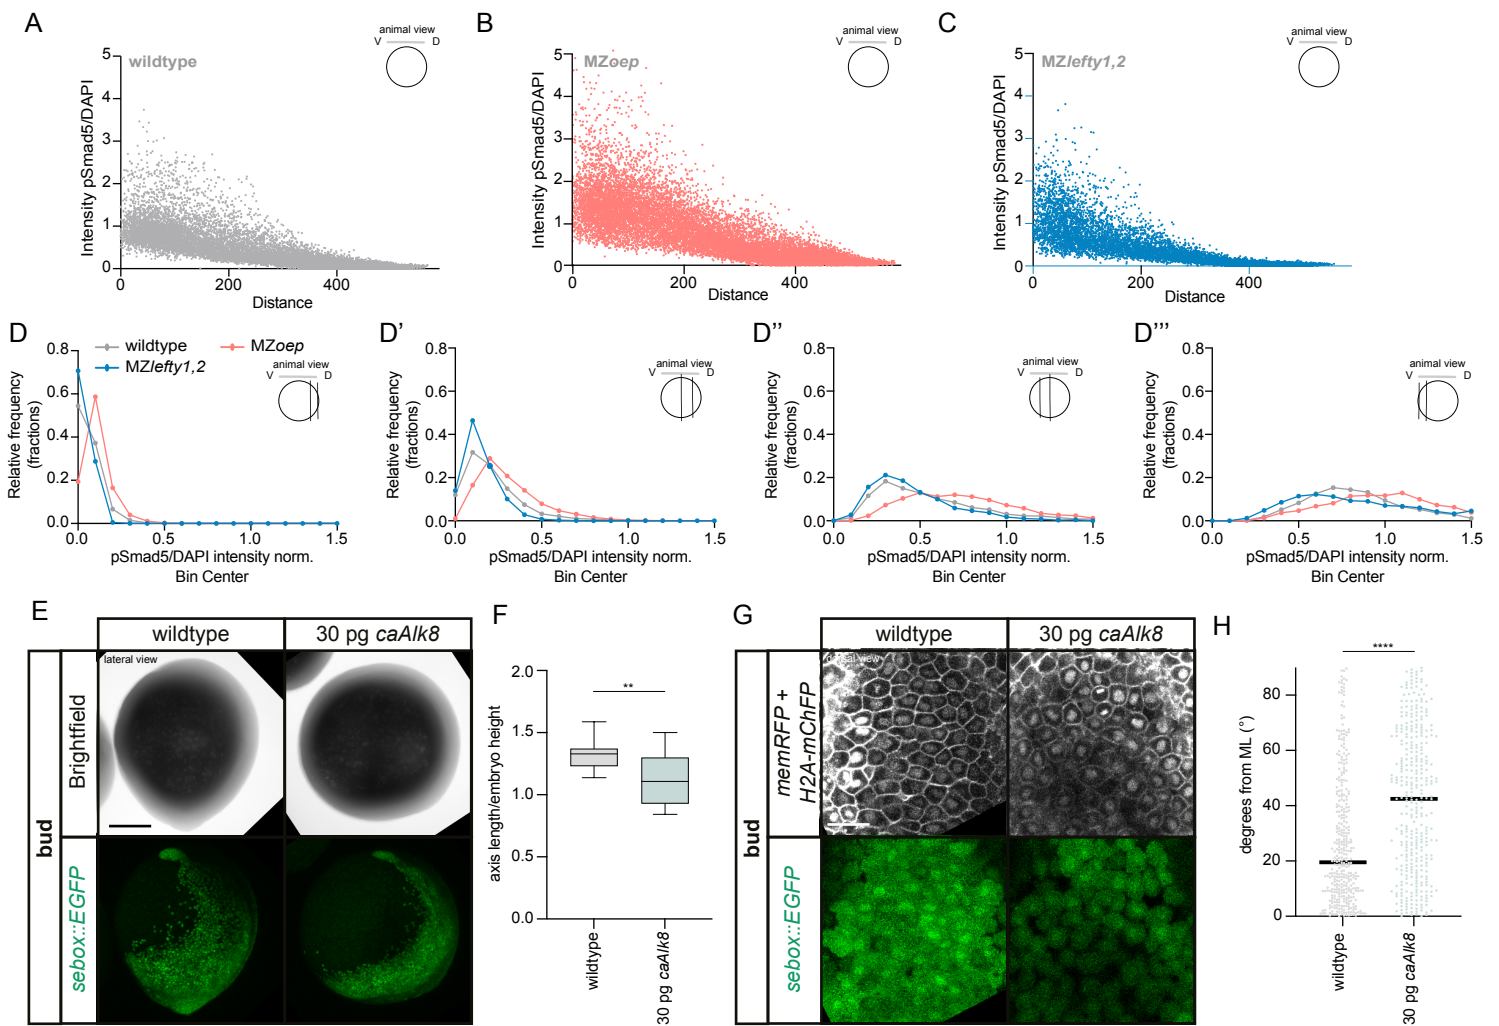 A
wildtype
animal view
V D
Intensity pSmad5/DAPI
5
4
3
2
1
0
0 200 400
Distance
B
MZoep
animal view
V D
Intensity pSmad5/DAPI
5
4
3
2
1
0
0 200 400
Distance
C
MZlefty1,2
animal view
V D
Intensity pSmad5/DAPI
5
4
3
2
1
0
0 200 400
Distance
D
wildtype MZoep
MZlefty1,2
animal view
V D
Relative frequency
(fractions)
0.8
0.6
0.4
0.2
0.0
0.0 0.5 1.0 1.5
pSmad5/DAPI intensity norm.
Bin Center
D'
animal view
V D
Relative frequency
(fractions)
0.8
0.6
0.4
0.2
0.0
0.0 0.5 1.0 1.5
pSmad5/DAPI intensity norm.
Bin Center
D''
animal view
V D
Relative frequency
(fractions)
0.8
0.6
0.4
0.2
0.0
0.0 0.5 1.0 1.5
pSmad5/DAPI intensity norm.
Bin Center
D'''
animal view
V D
Relative frequency
(fractions)
0.8
0.6
0.4
0.2
0.0
0.0 0.5 1.0 1.5
pSmad5/DAPI intensity norm.
Bin Center
E
wildtype 30 pg caAlk8
lateral view
bud
Brightfield
sebox::EGFP
F
**
axis length/embryo height
2.0
1.5
1.0
0.5
0.0
wildtype
30 pg caAlk8
G
wildtype 30 pg caAlk8
dorsal view
bud
memRFP +
H2A-mChFP
sebox::EGFP
H
****
degrees from ML (°)
80
60
40
20
0
wildtype
30 pg caAlk8